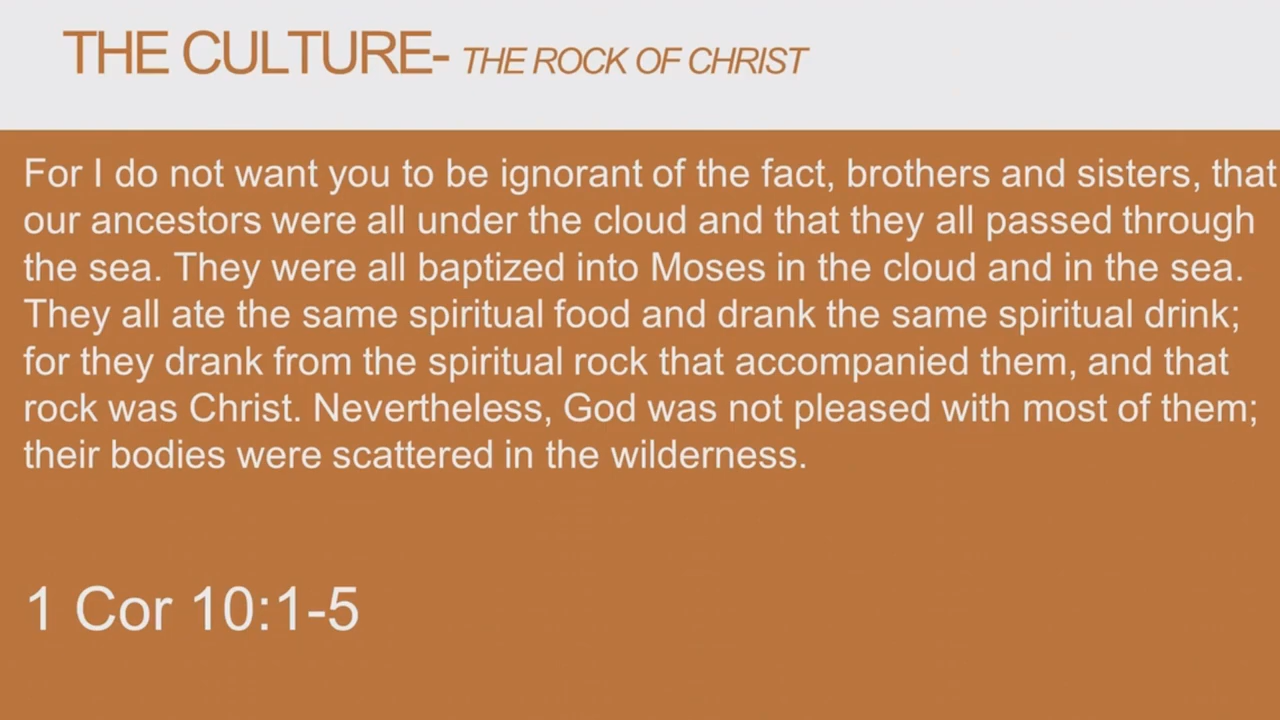 THE CULTURE- THE ROCK OF CHRIST
For I do not want you to be ignorant of the fact, brothers and sisters, that
our ancestors were all under the cloud and that they all passed through
the sea. They were all baptized into Moses in the cloud and in the sea.
They all ate the same spiritual food and drank the same spiritual drink;
for they drank from the spiritual rock that accompanied them, and that
rock was Christ. Nevertheless, God was not pleased with most of them;
their bodies were scattered in the wilderness.
1 Cor 10:1-5